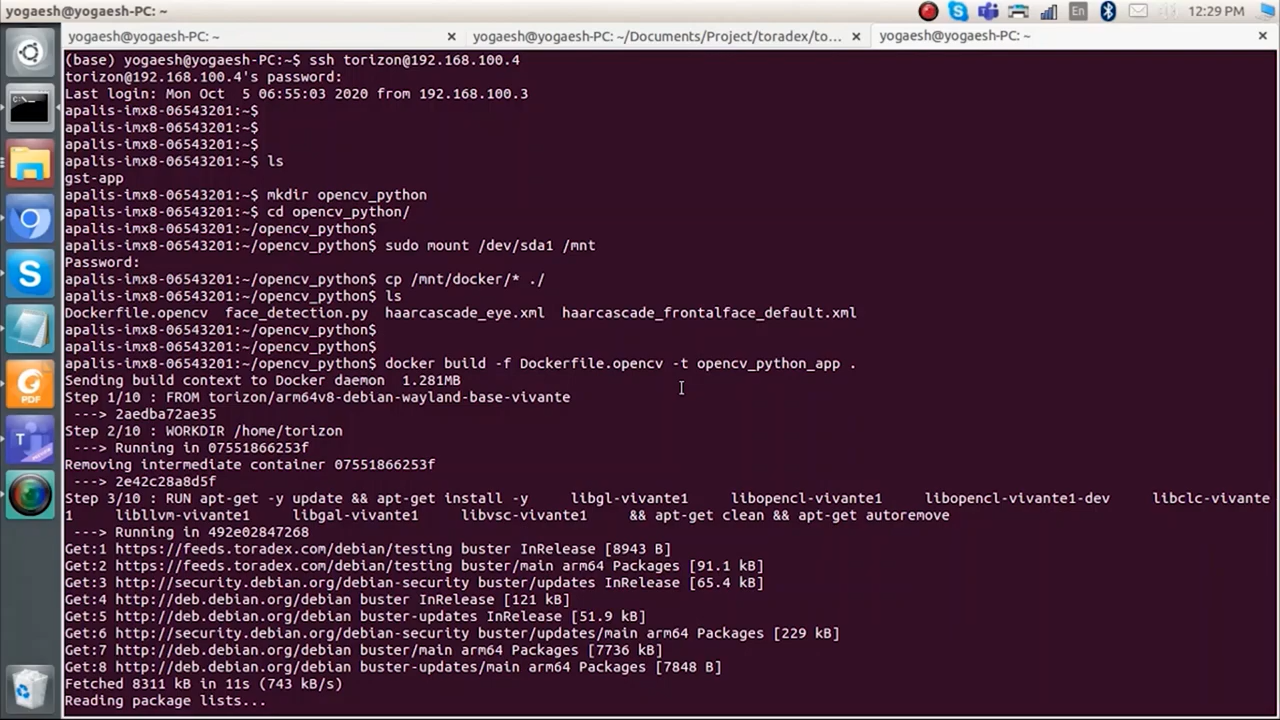 yogaesh@yogaesh-PC: ~
En
12:29 PM
yogaesh@yogaesh-PC: ~
yogaesh@yogaesh-PC: ~/Documents/Project/toradex/to...
yogaesh@yogaesh-PC: ~
(base) yogaesh@yogaesh-PC:~$ ssh torizon@192.168.100.4
torizon@192.168.100.4's password:
Last login: Mon Oct  5 06:55:03 2020 from 192.168.100.3
apalis-imx8-06543201:~$
apalis-imx8-06543201:~$
apalis-imx8-06543201:~$
apalis-imx8-06543201:~$ ls
gst-app
apalis-imx8-06543201:~$ mkdir opencv_python
apalis-imx8-06543201:~$ cd opencv_python/
apalis-imx8-06543201:~/opencv_python$
apalis-imx8-06543201:~/opencv_python$ sudo mount /dev/sda1 /mnt
Password:
apalis-imx8-06543201:~/opencv_python$ cp /mnt/docker/* ./
apalis-imx8-06543201:~/opencv_python$ ls
Dockerfile.opencv  face_detection.py  haarcascade_eye.xml  haarcascade_frontalface_default.xml
apalis-imx8-06543201:~/opencv_python$
apalis-imx8-06543201:~/opencv_python$
apalis-imx8-06543201:~/opencv_python$ docker build -f Dockerfile.opencv -t opencv_python_app .
Sending build context to Docker daemon  1.281MB
Step 1/10 : FROM torizon/arm64v8-debian-wayland-base-vivante
 ---> 2aedba72ae35
Step 2/10 : WORKDIR /home/torizon
 ---> Running in 07551866253f
Removing intermediate container 07551866253f
 ---> 2e42c28a8d5f
Step 3/10 : RUN apt-get -y update && apt-get install -y     libgl-vivante1     libopencl-vivante1     libopencl-vivante1-dev     libclc-vivante
1     libllvm-vivante1     libgal-vivante1     libvsc-vivante1     && apt-get clean && apt-get autoremove
 ---> Running in 492e02847268
Get:1 https://feeds.toradex.com/debian/testing buster InRelease [8943 B]
Get:2 https://feeds.toradex.com/debian/testing buster/main arm64 Packages [91.1 kB]
Get:3 http://security.debian.org/debian-security buster/updates InRelease [65.4 kB]
Get:4 http://deb.debian.org/debian buster InRelease [121 kB]
Get:5 http://deb.debian.org/debian buster-updates InRelease [51.9 kB]
Get:6 http://security.debian.org/debian-security buster/updates/main arm64 Packages [229 kB]
Get:7 http://deb.debian.org/debian buster/main arm64 Packages [7736 kB]
Get:8 http://deb.debian.org/debian buster-updates/main arm64 Packages [7848 B]
Fetched 8311 kB in 11s (743 kB/s)
Reading package lists...
PDF